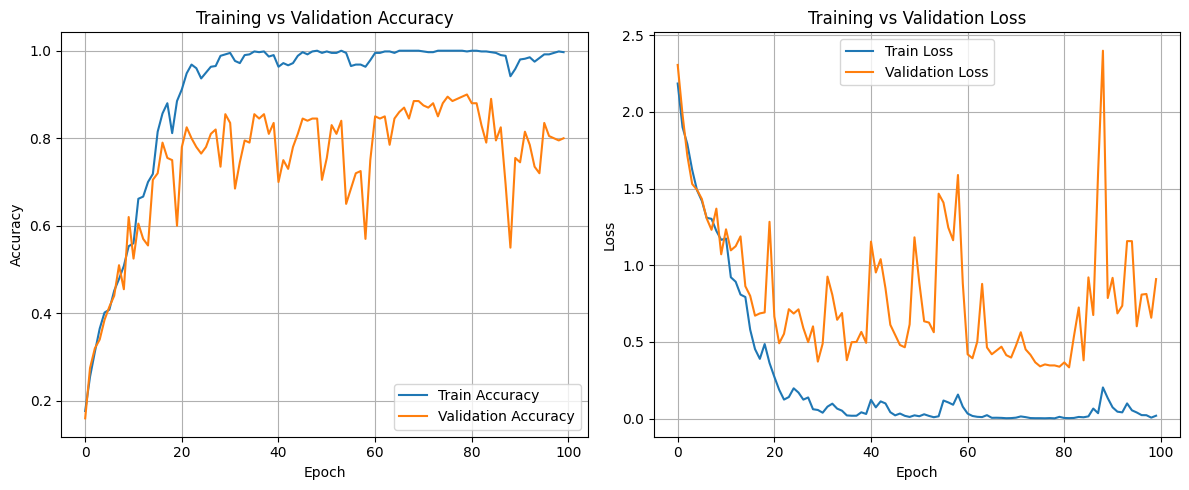 Training vs Validation Accuracy
1.0
0.8
0.6
0.4
0.2
Accuracy
0 20 40 60 80 100
Epoch
Train Accuracy
Validation Accuracy
Training vs Validation Loss
2.5
2.0
1.5
1.0
0.5
0.0
Loss
0 20 40 60 80 100
Epoch
Train Loss
Validation Loss